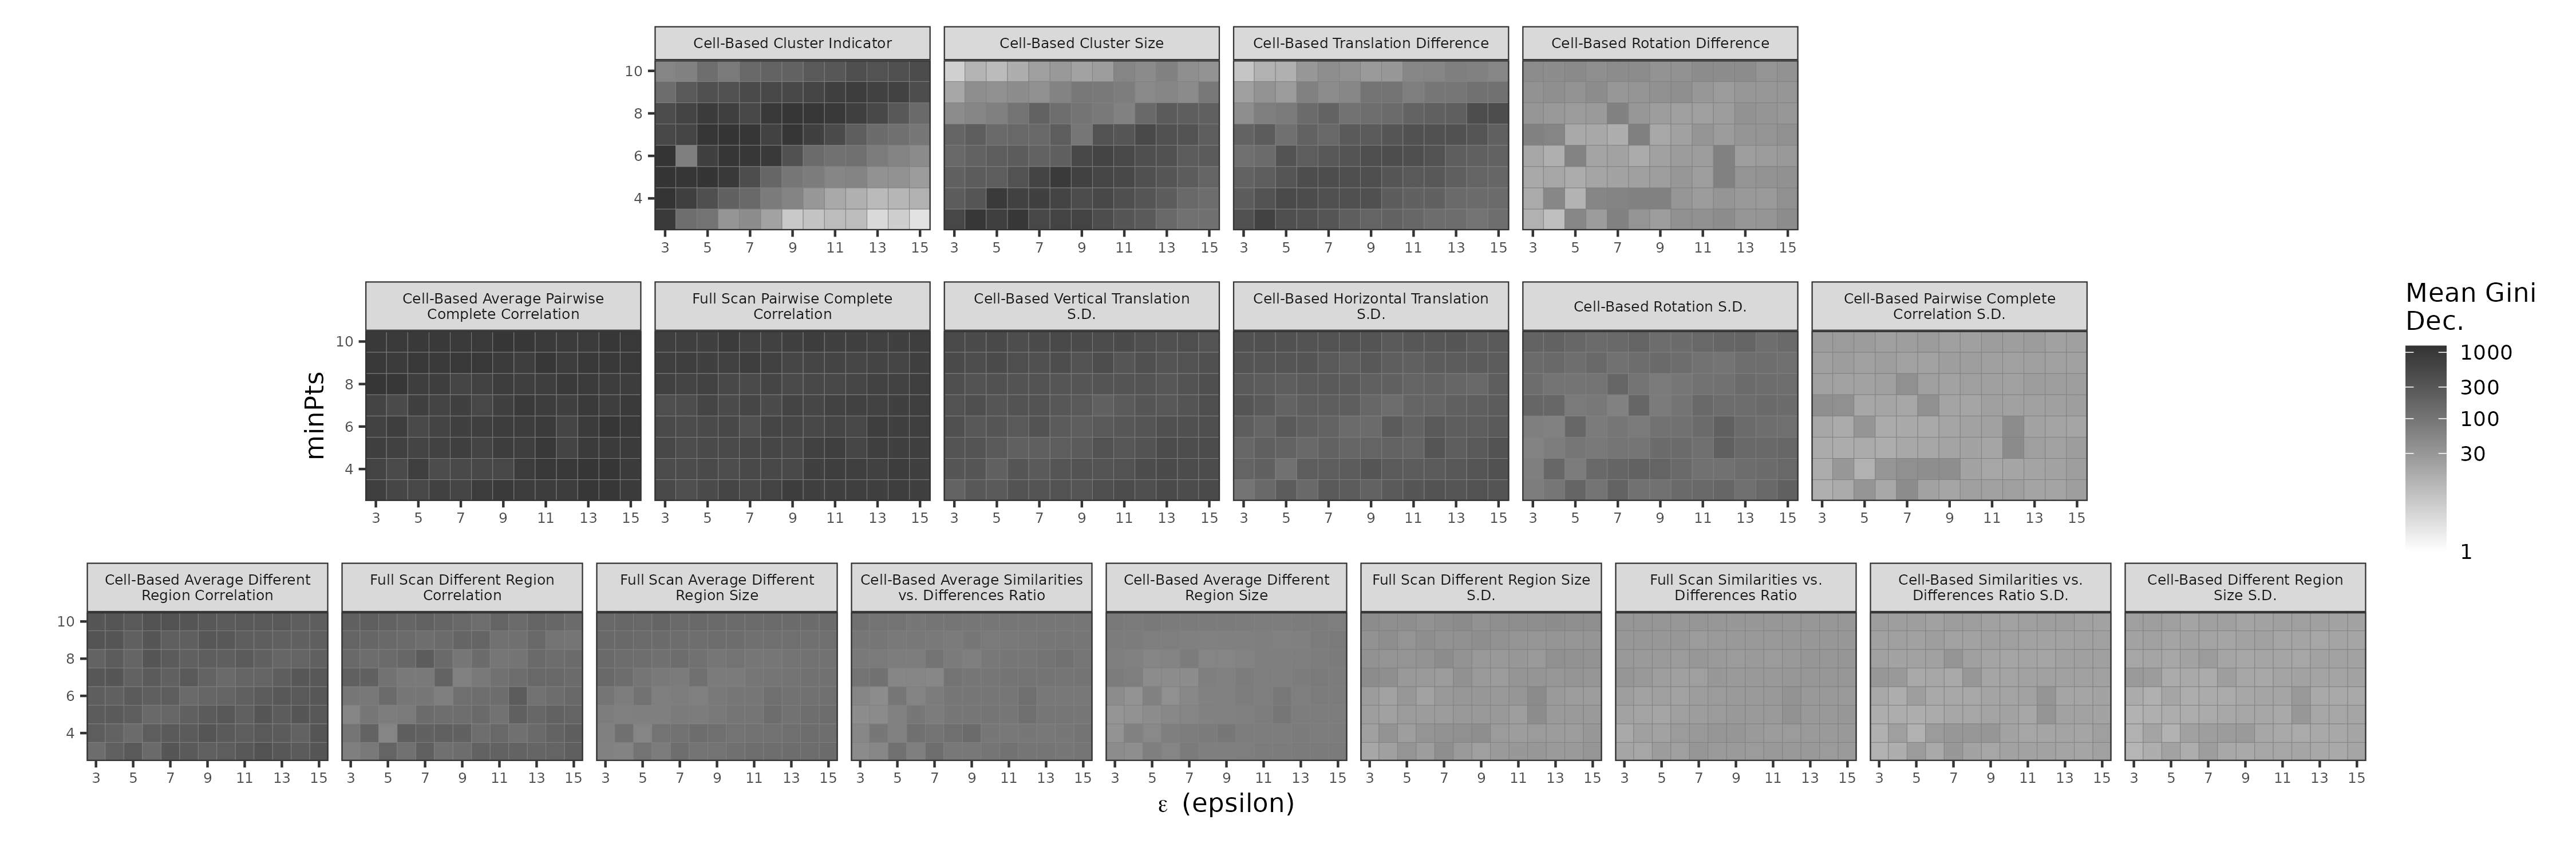 Cell-Based Cluster Indicator
Cell-Based Cluster Size
Cell-Based Translation Difference
Cell-Based Rotation Difference
10
8
6
4
3 5 7 9 11 13 15
3 5 7 9 11 13 15
3 5 7 9 11 13 15
3 5 7 9 11 13 15
Cell-Based Average Pairwise
Complete Correlation
Full Scan Pairwise Complete
Correlation
Cell-Based Vertical Translation
S.D.
Cell-Based Horizontal Translation
S.D.
Cell-Based Rotation S.D.
Cell-Based Pairwise Complete
Correlation S.D.
minPts
10
8
6
4
3 5 7 9 11 13 15
3 5 7 9 11 13 15
3 5 7 9 11 13 15
3 5 7 9 11 13 15
3 5 7 9 11 13 15
3 5 7 9 11 13 15
Mean Gini
Dec.
1000
300
100
30
1
Cell-Based Average Different
Region Correlation
Full Scan Different Region
Correlation
Full Scan Average Different
Region Size
Cell-Based Average Similarities
vs. Differences Ratio
Cell-Based Average Different
Region Size
Full Scan Different Region Size
S.D.
Full Scan Similarities vs.
Differences Ratio
Cell-Based Similarities vs.
Differences Ratio S.D.
Cell-Based Different Region
Size S.D.
10
8
6
4
3 5 7 9 11 13 15
3 5 7 9 11 13 15
3 5 7 9 11 13 15
3 5 7 9 11 13 15
3 5 7 9 11 13 15
3 5 7 9 11 13 15
3 5 7 9 11 13 15
3 5 7 9 11 13 15
3 5 7 9 11 13 15
ε (epsilon)